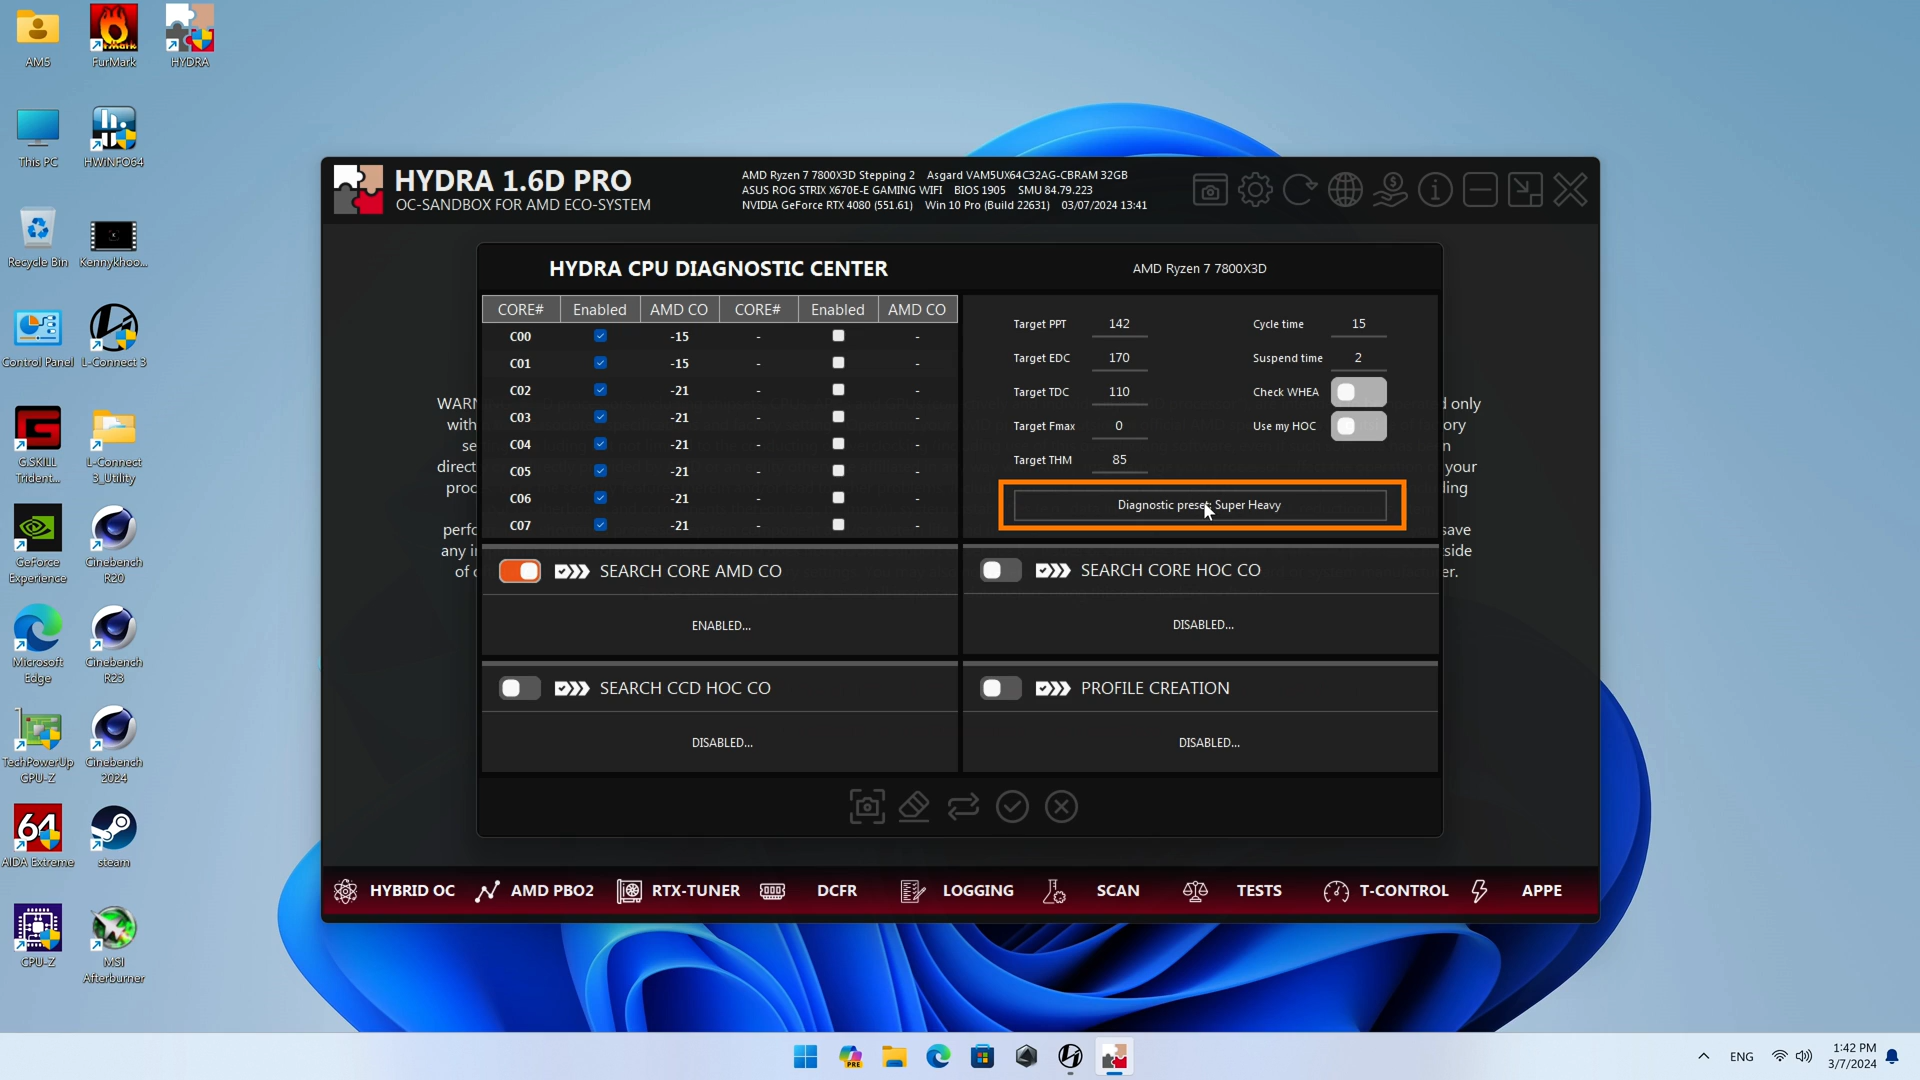 AM5
FurMark
HYDRA
This PC
HWiNFO64
Recycle Bin
Kennykhoo...
Control Panel
L-Connect 3
G.SKILL
Trident...
L-Connect
3_Utility
GeForce
Experience
Cinebench
R20
Microsoft
Edge
Cinebench
R23
TechPowerUp
GPU-Z
Cinebench
2024
AIDA Extreme
steam
CPU-Z
MSI
Afterburner
HYDRA 1.6D PRO
OC-SANDBOX FOR AMD ECO-SYSTEM
AMD Ryzen 7 7800X3D Stepping 2 Asgard VAM5UX64C32AG-CBRAM 32GB
ASUS ROG STRIX X670E-E GAMING WIFI BIOS 1905 SMU 84.79.223
NVIDIA GeForce RTX 4080 (551.61) Win 10 Pro (Build 22631) 03/07/2024 13:41
HYDRA CPU DIAGNOSTIC CENTER
AMD Ryzen 7 7800X3D
CORE# Enabled AMD CO CORE# Enabled AMD CO
C00 -15 - -
C01 -15 - -
C02 -21 - -
C03 -21 - -
C04 -21 - -
C05 -21 - -
C06 -21 - -
C07 -21 - -
Target PPT 142 Cycle time 15
Target EDC 170 Suspend time 2
Target TDC 110 Check WHEA
Target Fmax 0 Use my HOC
Target THM 85
Diagnostic preset: Super Heavy
SEARCH CORE AMD CO
ENABLED...
SEARCH CORE HOC CO
DISABLED...
SEARCH CCD HOC CO
DISABLED...
PROFILE CREATION
DISABLED...
HYBRID OC AMD PBO2 RTX-TUNER DCFR LOGGING SCAN TESTS T-CONTROL APPE
PRE
ENG
1:42 PM
3/7/2024